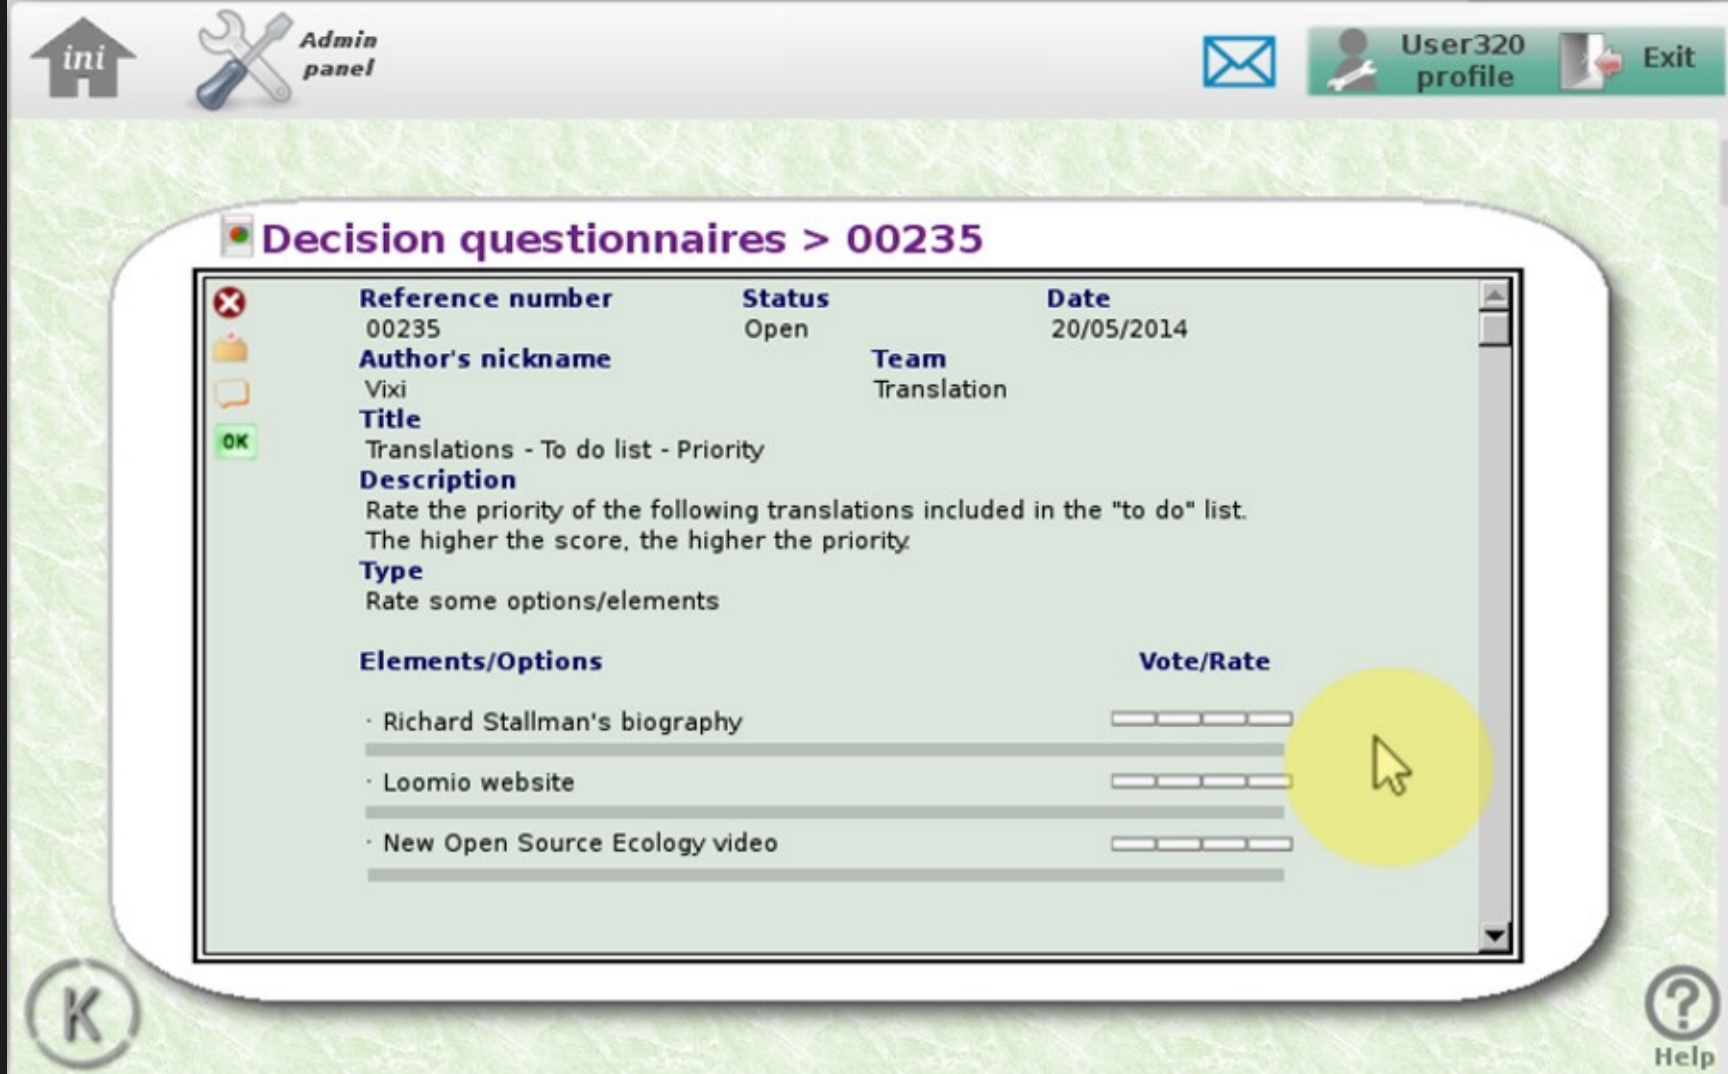 ini
Admin
panel
User320
profile
Exit
Decision questionnaires > 00235
Reference number Status Date
00235 Open 20/05/2014
Author's nickname Team
Vixi Translation
Title
Translations - To do list - Priority
Description
Rate the priority of the following translations included in the "to do" list.
The higher the score, the higher the priority.
Type
Rate some options/elements
OK
Elements/Options Vote/Rate
· Richard Stallman's biography
· Loomio website
· New Open Source Ecology video
K
?
Help